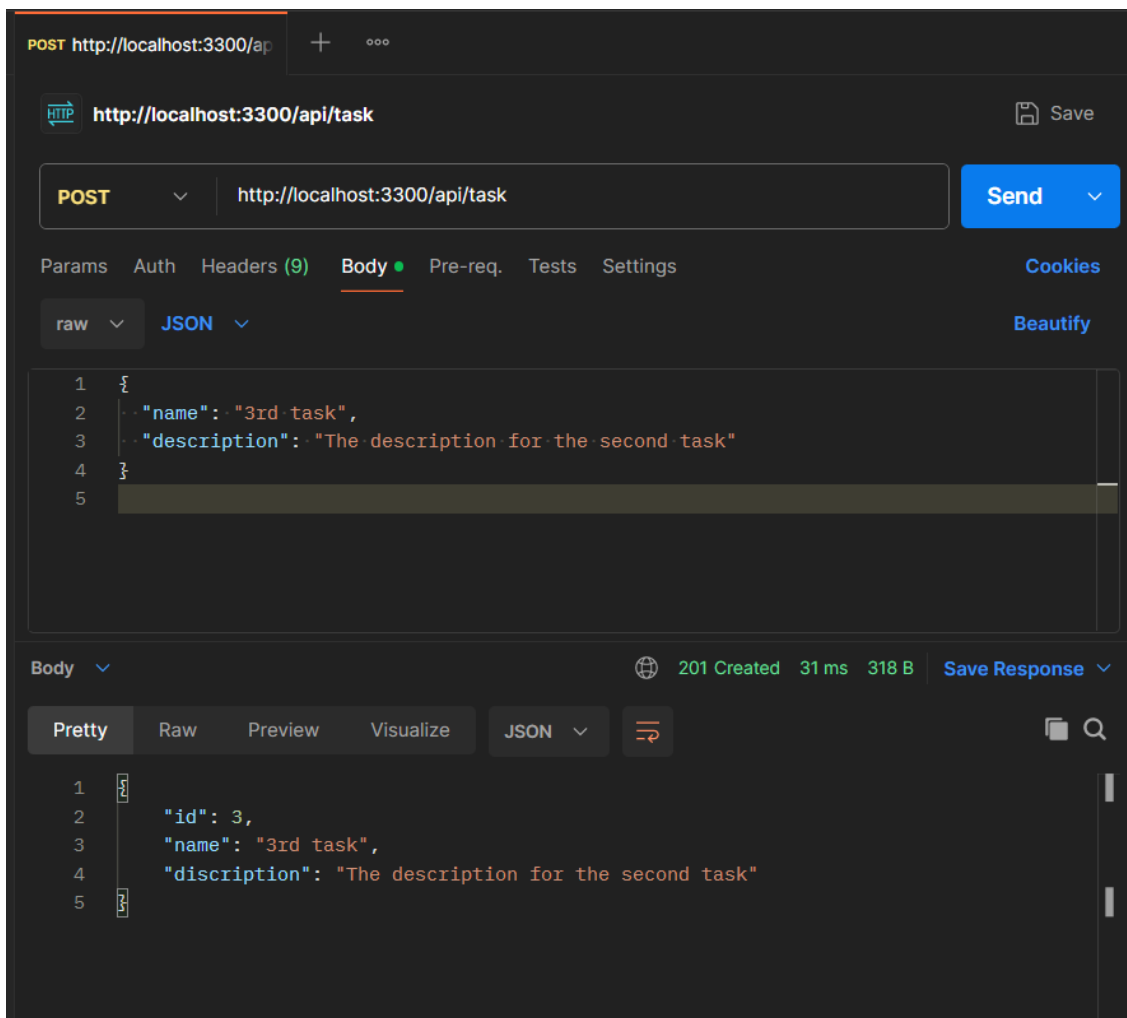 POST http://localhost:3300/ap
HTTP http://localhost:3300/api/task Save
POST http://localhost:3300/api/task Send
Params Auth Headers (9) Body Pre-req. Tests Settings Cookies
raw JSON Beautify
1 {
2 "name": "3rd task",
3 "description": "The description for the second task"
4 }
5
Body 201 Created 31 ms 318 B Save Response
Pretty Raw Preview Visualize JSON
1 {
2 "id": 3,
3 "name": "3rd task",
4 "discription": "The description for the second task"
5 }